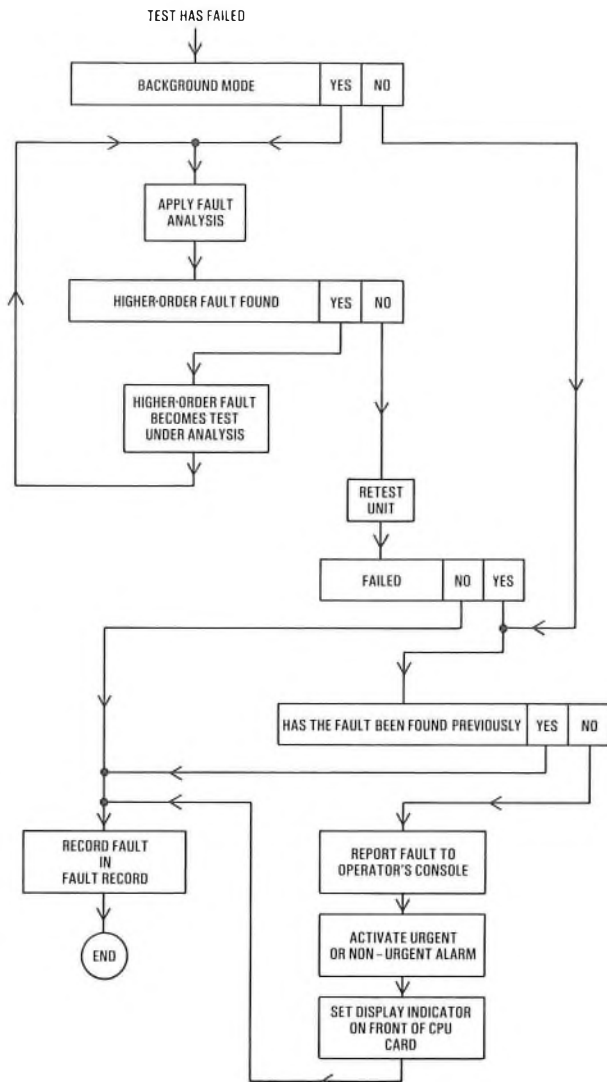 TEST HAS FAILED
BACKGROUND MODE YES NO
APPLY FAULT
ANALYSIS
HIGHER-ORDER FAULT FOUND YES NO
HIGHER-ORDER FAULT
BECOMES TEST
UNDER ANALYSIS
RETEST
UNIT
FAILED NO YES
HAS THE FAULT BEEN FOUND PREVIOUSLY YES NO
RECORD FAULT
IN
FAULT RECORD
END
REPORT FAULT TO
OPERATOR'S CONSOLE
ACTIVATE URGENT
OR NON – URGENT ALARM
SET DISPLAY INDICATOR
ON FRONT OF CPU
CARD